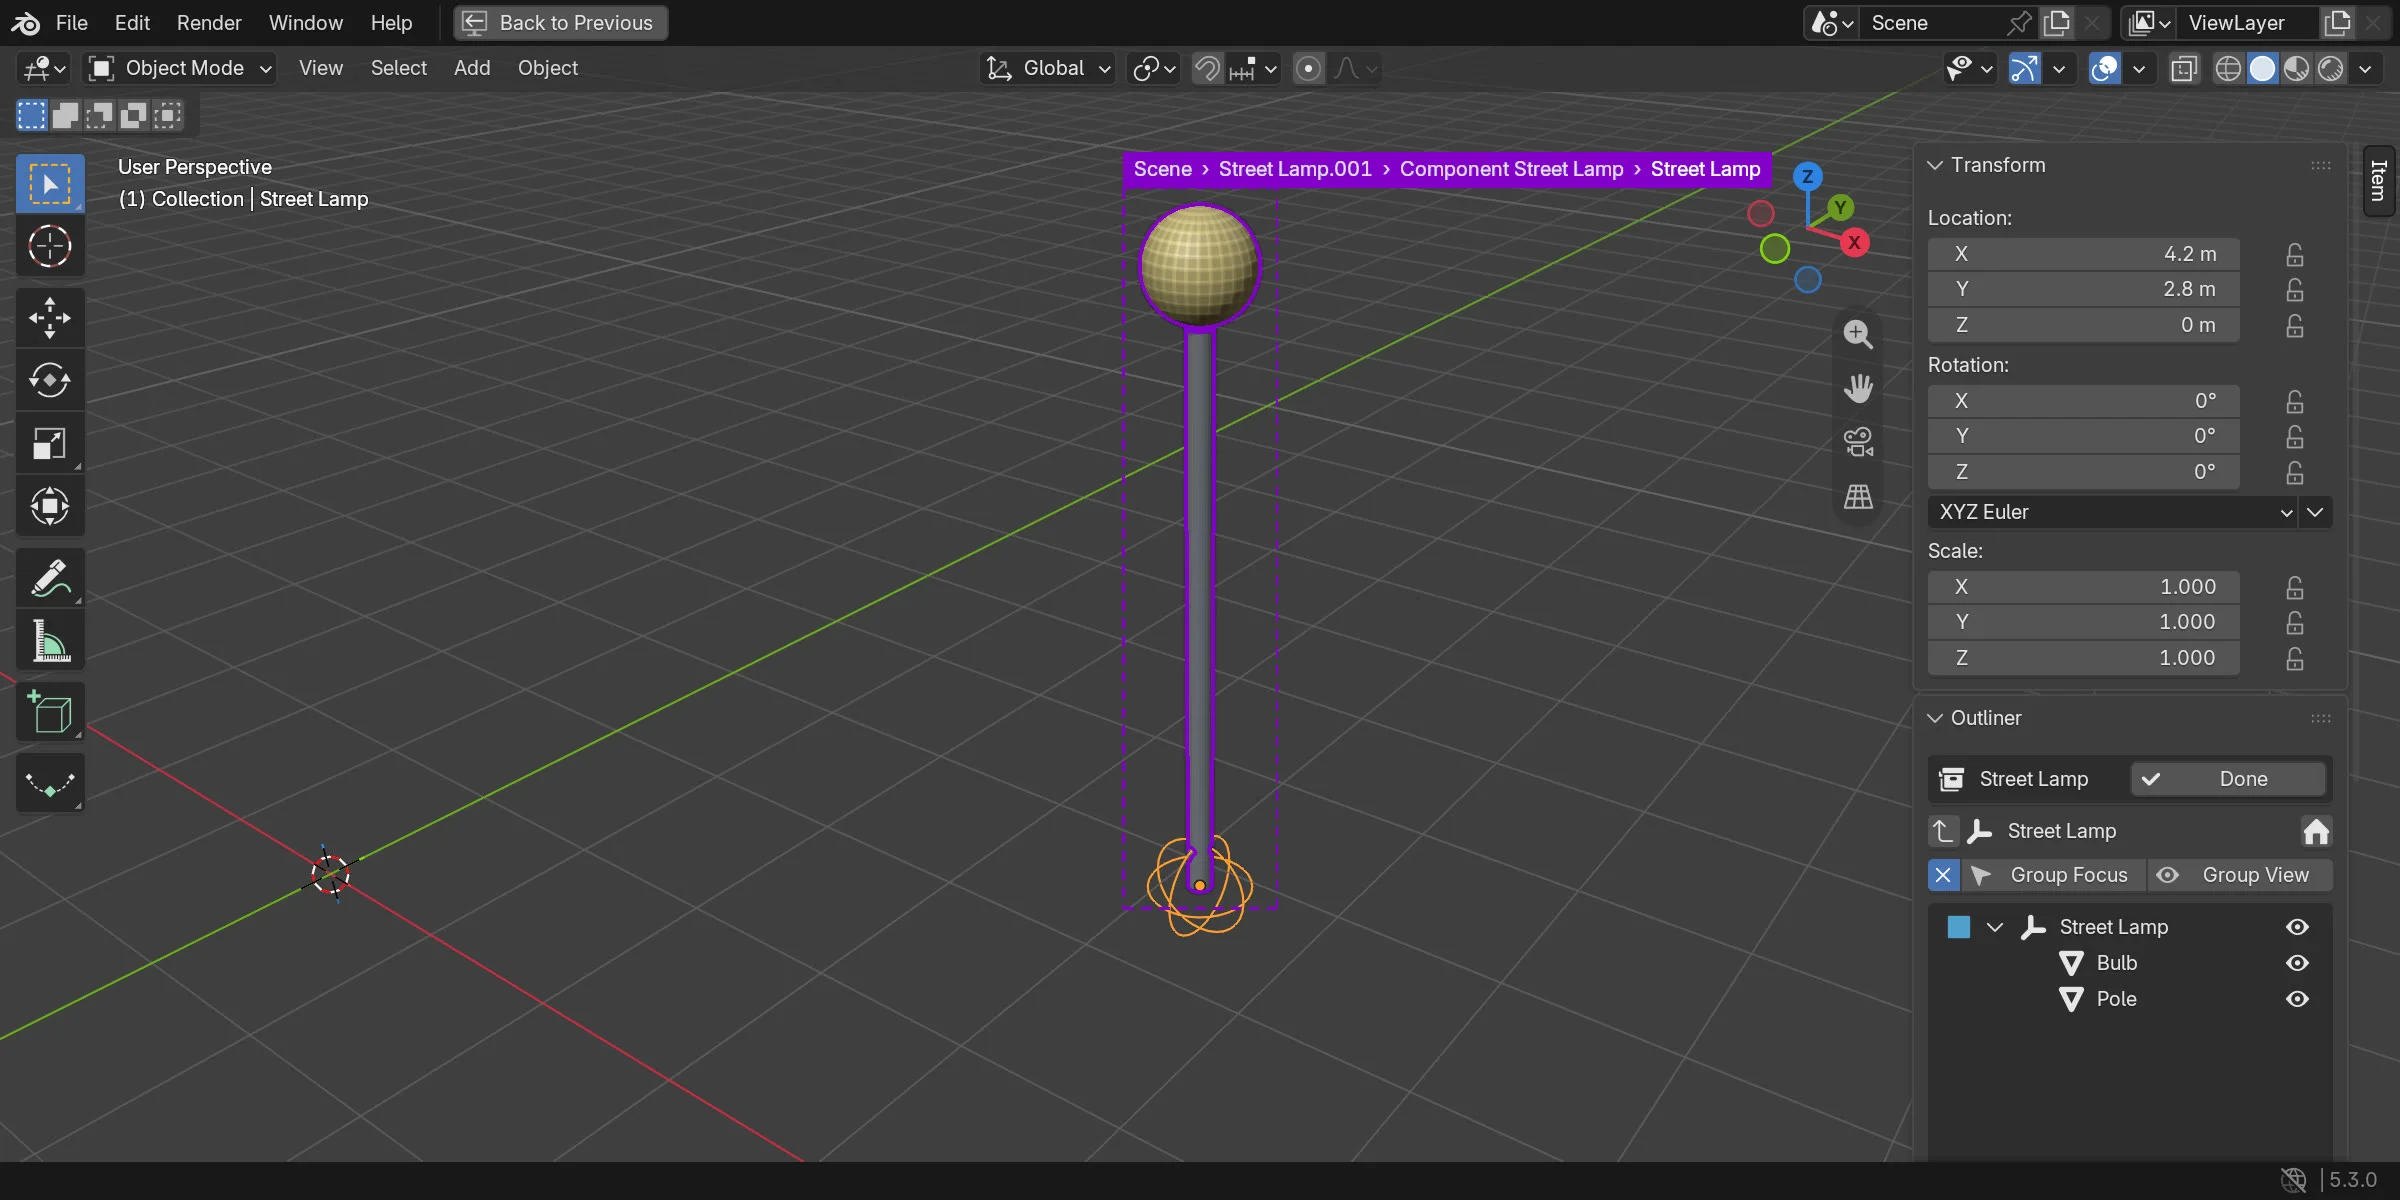 File Edit Render Window Help Back to Previous Scene ViewLayer
Object Mode View Select Add Object Global
User Perspective
(1) Collection | Street Lamp
Scene › Street Lamp.001 › Component Street Lamp › Street Lamp
Z
Y
X
Item
Transform
Location:
X 4.2 m
Y 2.8 m
Z 0 m
Rotation:
X 0°
Y 0°
Z 0°
XYZ Euler
Scale:
X 1.000
Y 1.000
Z 1.000
Outliner
Street Lamp Done
Street Lamp
Group Focus Group View
Street Lamp
Bulb
Pole
5.3.0